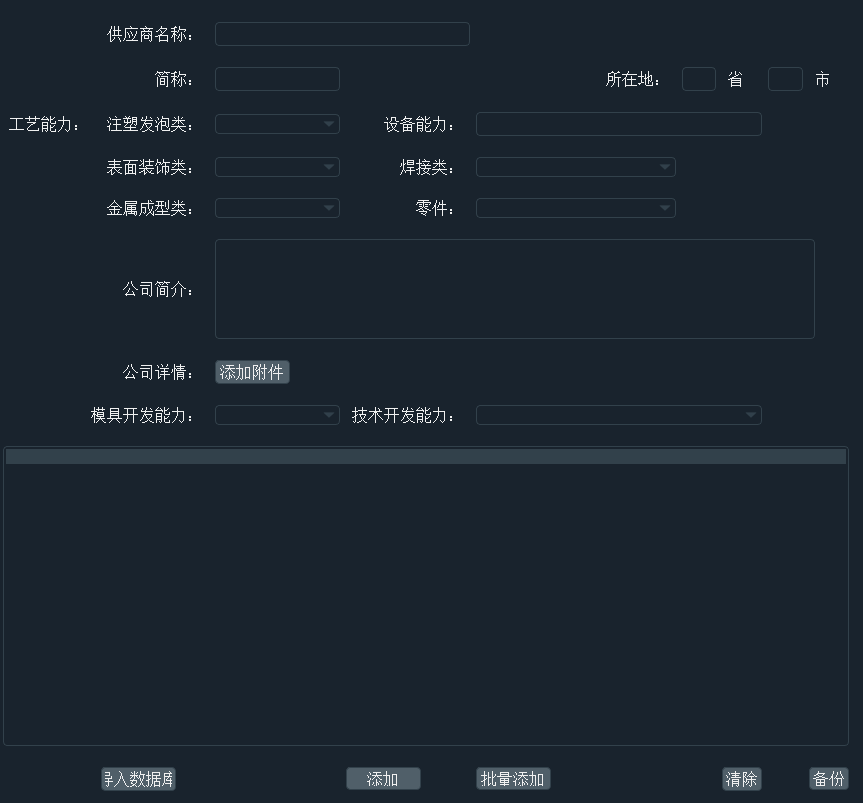 供应商名称：
简称： 所在地： 省 市
工艺能力： 注塑发泡类： 设备能力：
表面装饰类： 焊接类：
金属成型类： 零件：
公司简介：
公司详情： 添加附件
模具开发能力： 技术开发能力：
导入数据库 添加 批量添加 清除 备份